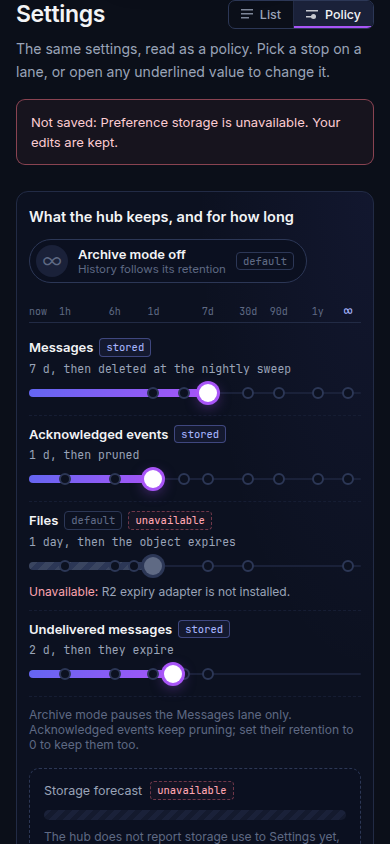 Settings
List
Policy
The same settings, read as a policy. Pick a stop on a
lane, or open any underlined value to change it.
Not saved: Preference storage is unavailable. Your
edits are kept.
What the hub keeps, and for how long
Archive mode off
History follows its retention
default
now 1h 6h 1d 7d 30d 90d 1y ∞
Messages stored
7 d, then deleted at the nightly sweep
Acknowledged events stored
1 d, then pruned
Files default unavailable
1 day, then the object expires
Unavailable: R2 expiry adapter is not installed.
Undelivered messages stored
2 d, then they expire
Archive mode pauses the Messages lane only.
Acknowledged events keep pruning; set their retention to
0 to keep them too.
Storage forecast unavailable
The hub does not report storage use to Settings yet,